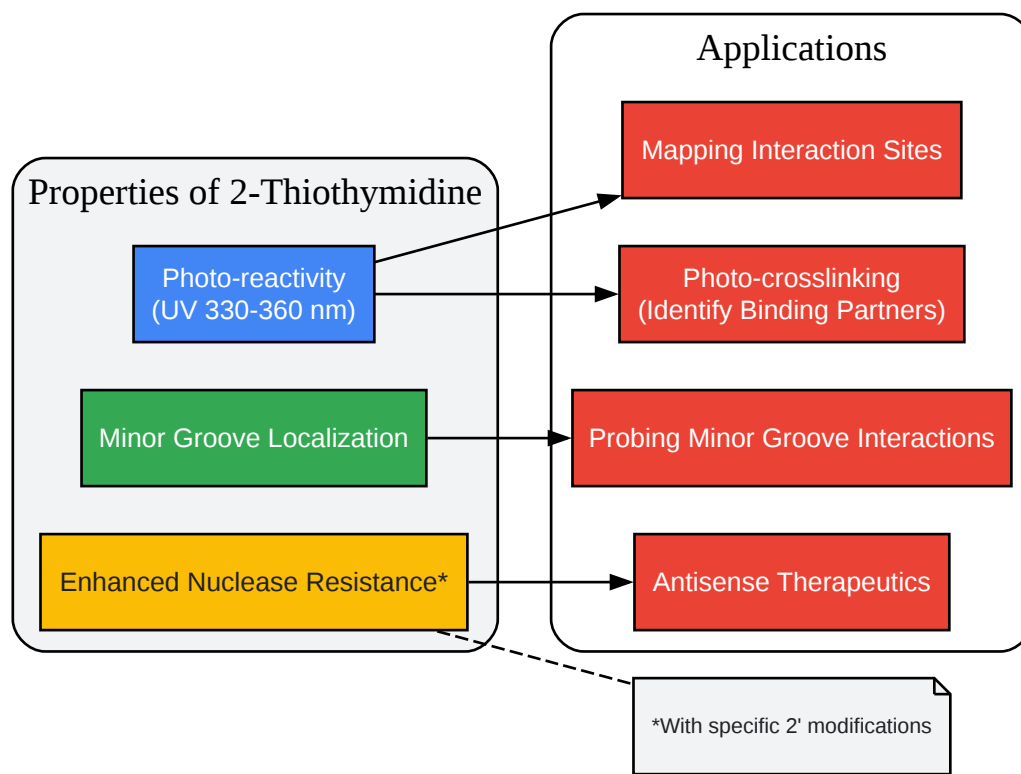 Properties of 2-Thiothymidine
Photo-reactivity
(UV 330-360 nm)
Minor Groove Localization
Enhanced Nuclease Resistance*
Applications
Mapping Interaction Sites
Photo-crosslinking
(Identify Binding Partners)
Probing Minor Groove Interactions
Antisense Therapeutics
*With specific 2' modifications